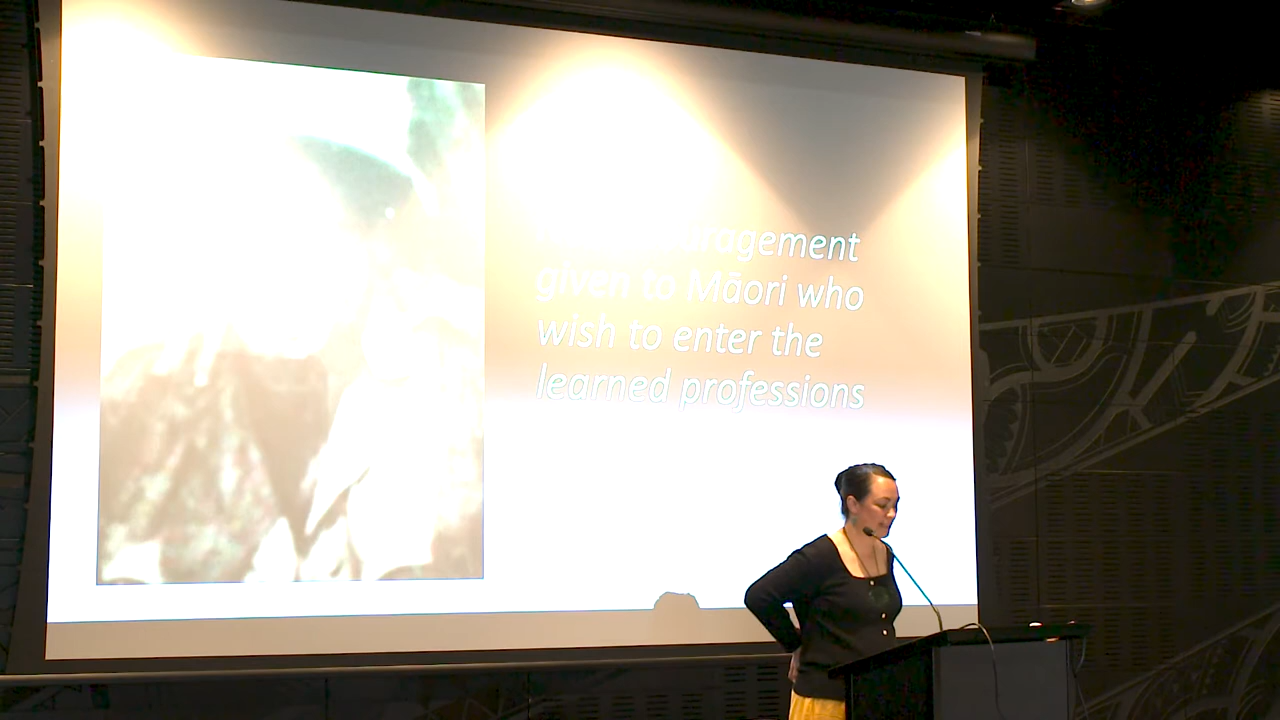 given to Māori who
wish to enter the
learned professions